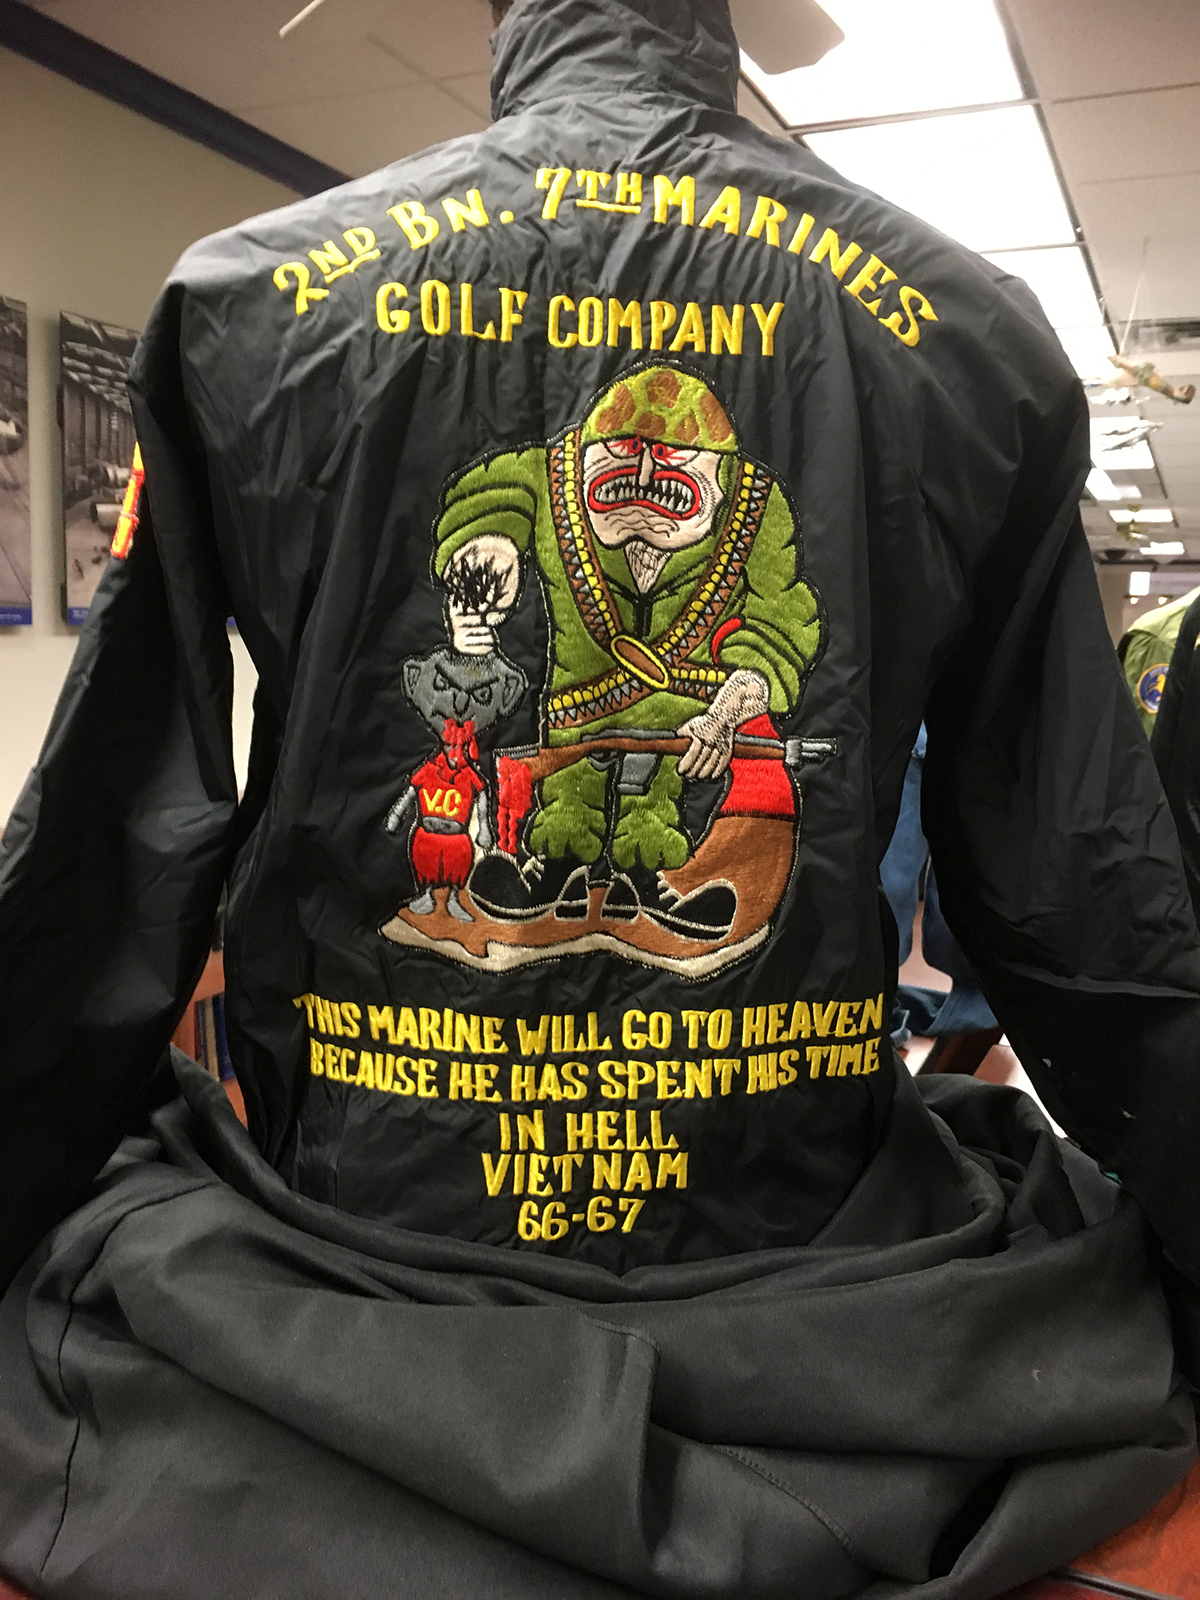 2ND BN. 7TH MARINES
GOLF COMPANY
V.C
THIS MARINE WILL GO TO HEAVEN
BECAUSE HE HAS SPENT HIS TIME
IN HELL
VIET NAM
66-67